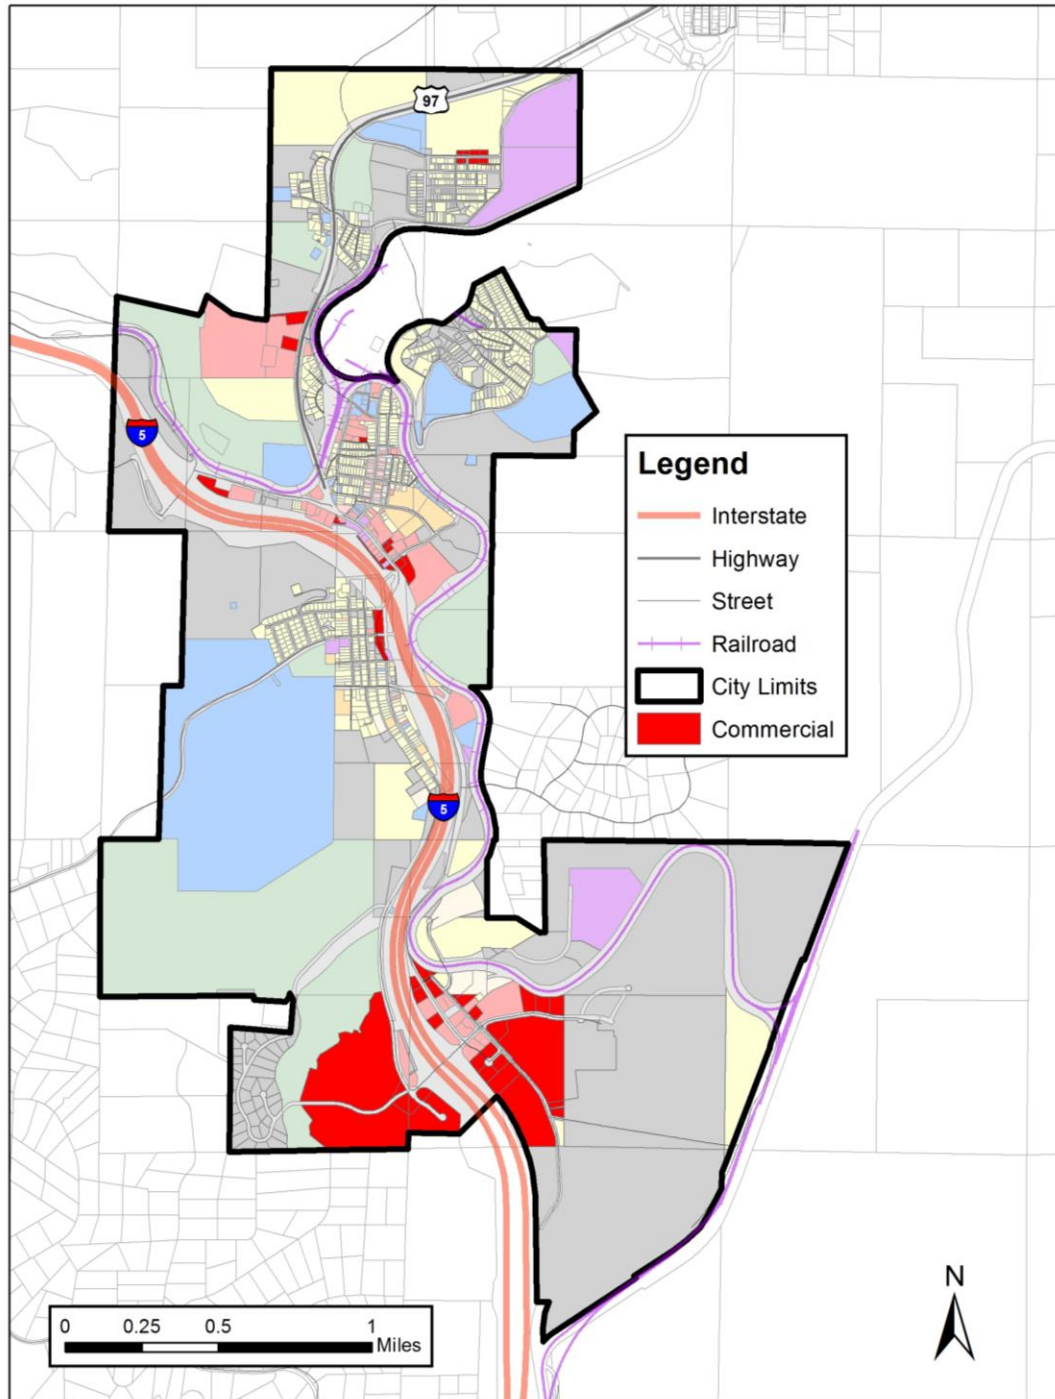 97
5
Legend
Interstate
Highway
Street
Railroad
City Limits
Commercial
5
N
0 0.25 0.5 1
Miles